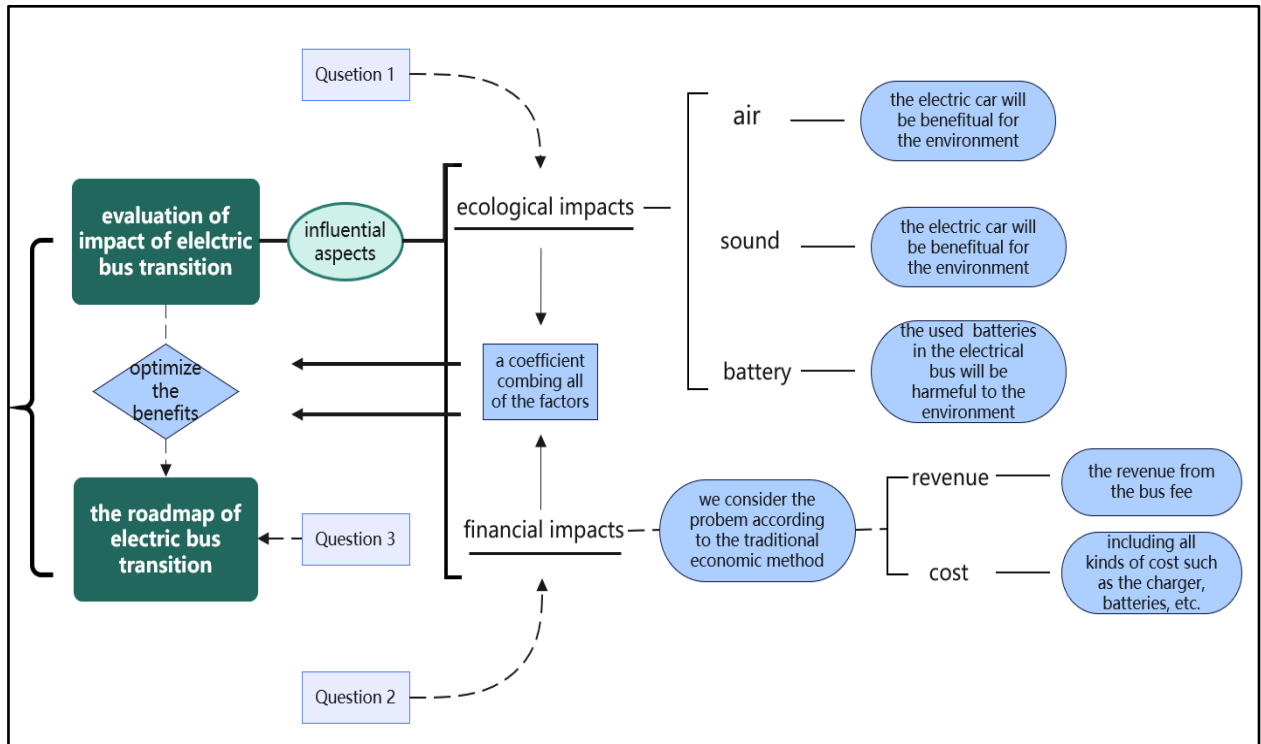 Qusetion 1
evaluation of
impact of elelctric
bus transition
influential
aspects
ecological impacts
air
the electric car will
be benefitual for
the environment
sound
the electric car will
be benefitual for
the environment
battery
the used batteries
in the electrical
bus will be
harmeful to the
environment
optimize
the
benefits
a coefficient
combing all
of the factors
the roadmap of
electric bus
transition
Question 3
financial impacts
we consider the
probem according
to the traditional
economic method
revenue
the revenue from
the bus fee
cost
including all
kinds of cost such
as the charger,
batteries, etc.
Question 2